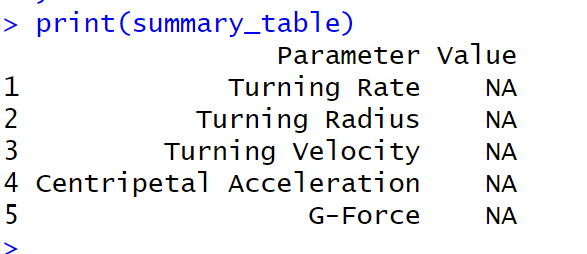 > print(summary_table)
Parameter Value
1 Turning Rate NA
2 Turning Radius NA
3 Turning Velocity NA
4 Centripetal Acceleration NA
5 G-Force NA
>